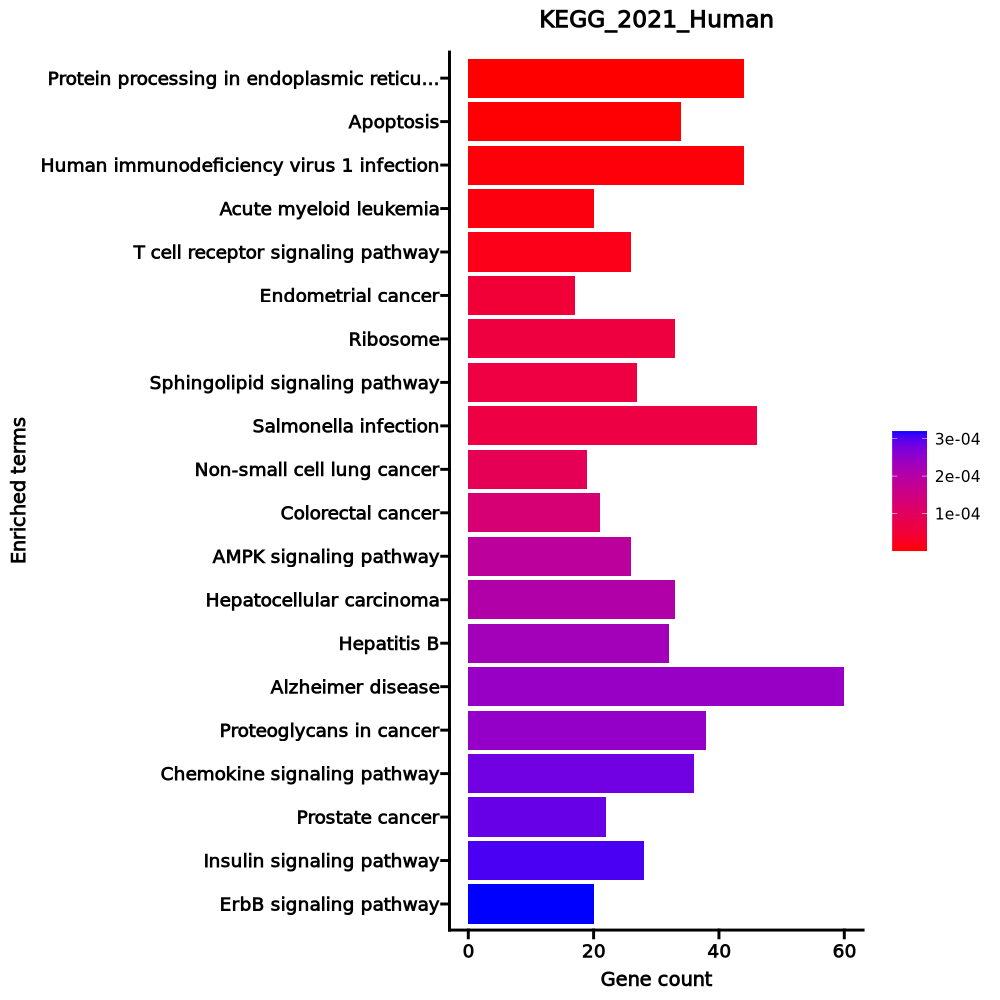 KEGG_2021_Human
Protein processing in endoplasmic reticu...
Apoptosis
Human immunodeficiency virus 1 infection
Acute myeloid leukemia
T cell receptor signaling pathway
Endometrial cancer
Ribosome
Sphingolipid signaling pathway
Salmonella infection
Non-small cell lung cancer
Colorectal cancer
AMPK signaling pathway
Hepatocellular carcinoma
Hepatitis B
Alzheimer disease
Proteoglycans in cancer
Chemokine signaling pathway
Prostate cancer
Insulin signaling pathway
ErbB signaling pathway
Enriched terms
0 20 40 60
Gene count
3e-04
2e-04
1e-04